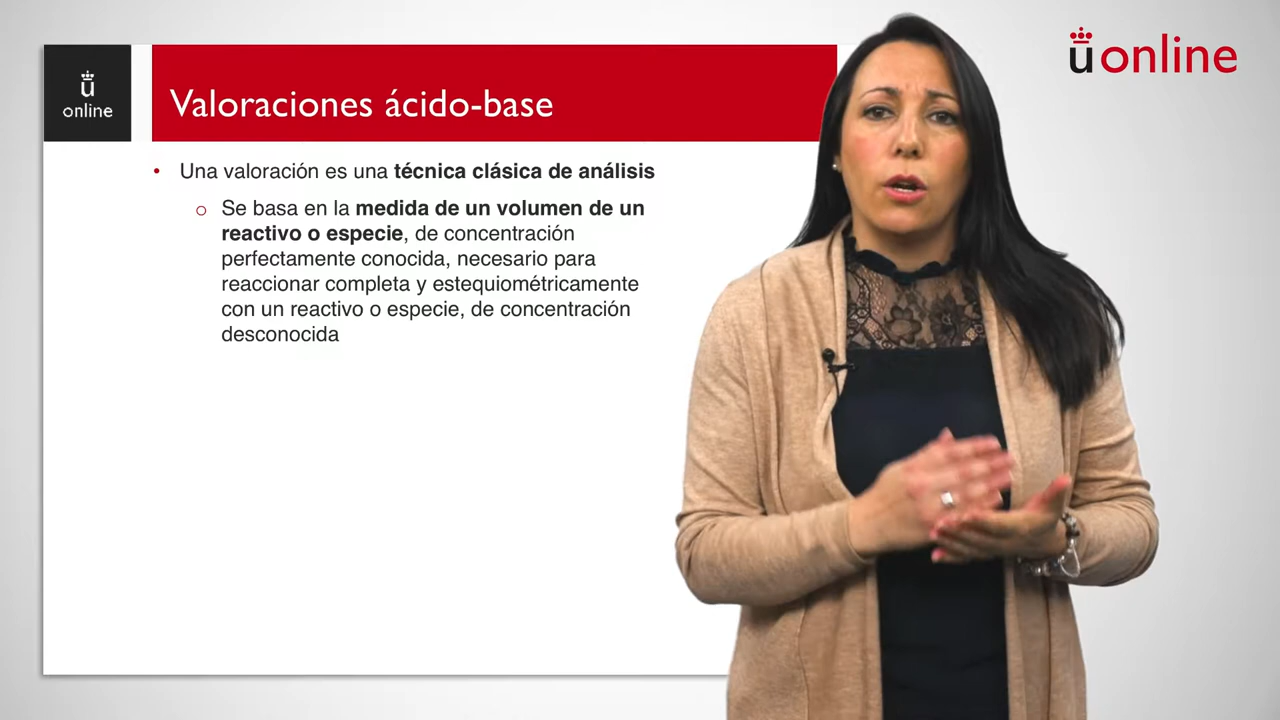 ü online
ü
online
Valoraciones ácido-base
• Una valoración es una técnica clásica de análisis
o Se basa en la medida de un volumen de un
reactivo o especie, de concentración
perfectamente conocida, necesario para
reaccionar completa y estequiométricamente
con un reactivo o especie, de concentración
desconocida